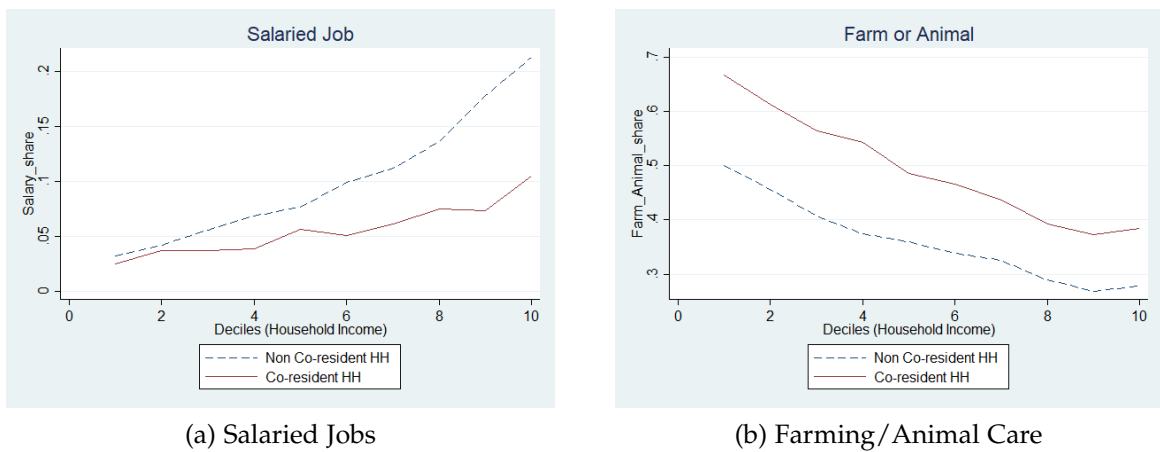 Salaried Job
Salary_share
.2
.15
.1
.05
0
0 2 4 6 8 10
Deciles (Household Income)
Non Co-resident HH
Co-resident HH
(a) Salaried Jobs
Farm or Animal
Farm_Animal_share
.7
.6
.5
.4
.3
0 2 4 6 8 10
Deciles (Household Income)
Non Co-resident HH
Co-resident HH
(b) Farming/Animal Care